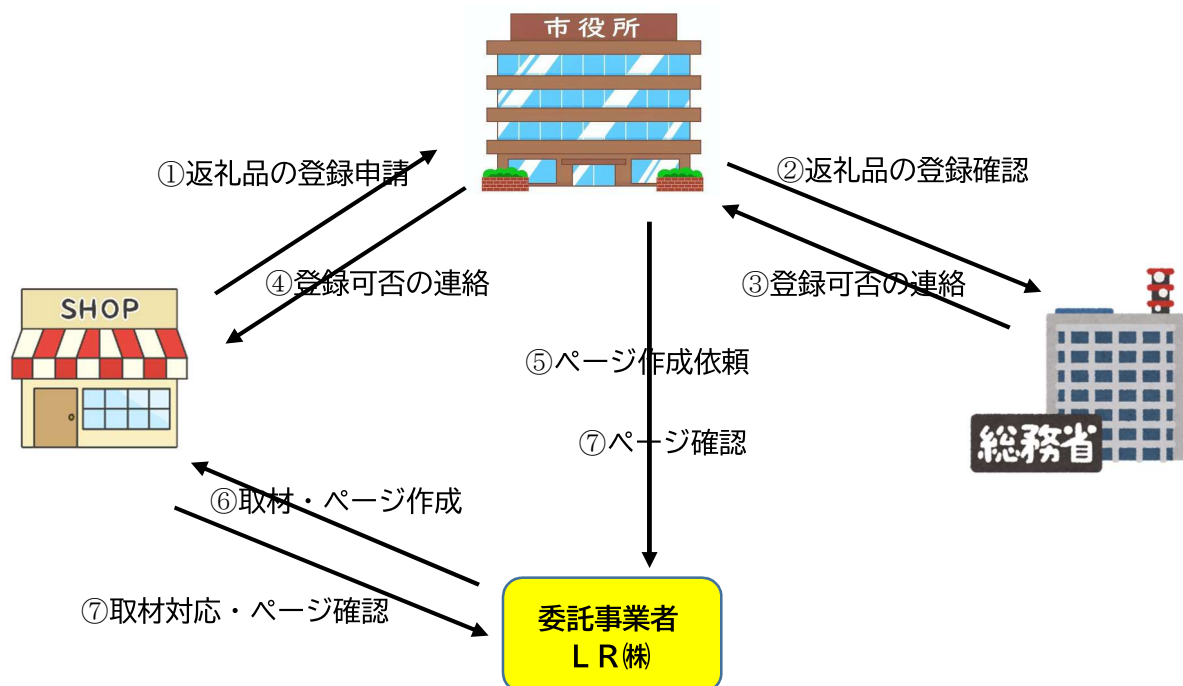 市役所
①返礼品の登録申請
②返礼品の登録確認
④登録可否の連絡
③登録可否の連絡
SHOP
⑤ページ作成依頼
⑦ページ確認
総務省
⑥取材・ページ作成
⑦取材対応・ページ確認
委託事業者
ＬＲ㈱